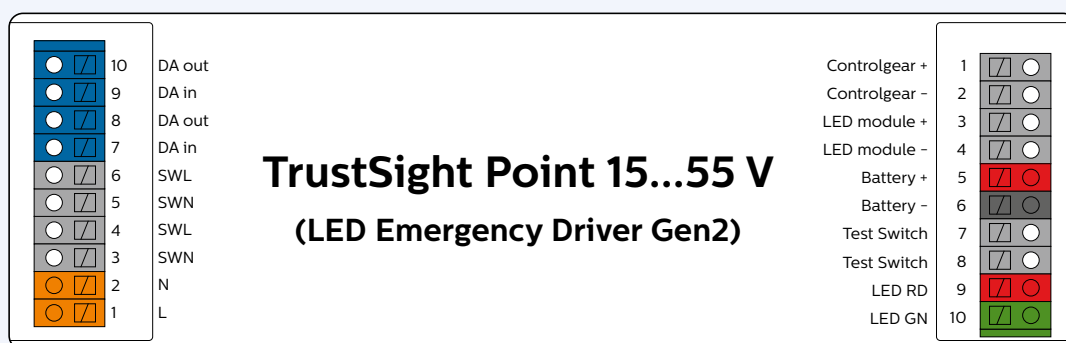 10 DA out
9 DA in
8 DA out
7 DA in
6 SWL
5 SWN
4 SWL
3 SWN
2 N
1 L
TrustSight Point 15...55 V
(LED Emergency Driver Gen2)
Controlgear + 1
Controlgear – 2
LED module + 3
LED module – 4
Battery + 5
Battery – 6
Test Switch 7
Test Switch 8
LED RD 9
LED GN 10